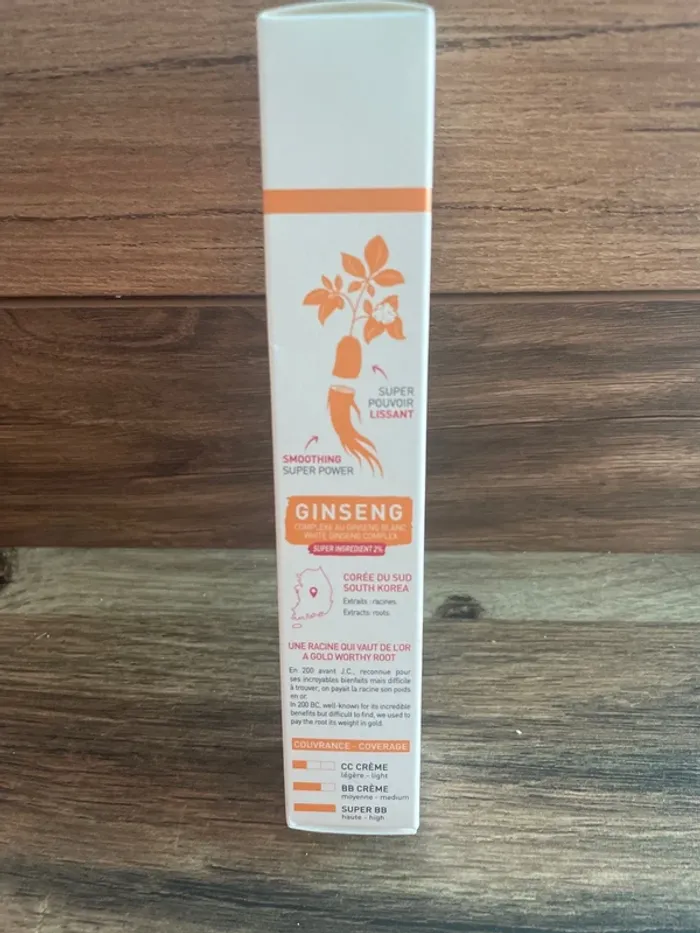 SUPER
POUVOIR
LISSANT
SMOOTHING
SUPER POWER
GINSENG
COMPLEXE AU GINSENG BLANC
WHITE GINSENG COMPLEX
SUPER INGREDIENT 2%
CORÉE DU SUD
SOUTH KOREA
Extraits : racines
Extracts: roots
UNE RACINE QUI VAUT DE L'OR
A GOLD WORTHY ROOT
En 200 avant J.C., reconnue pour
ses incroyables bienfaits mais difficile
à trouver, on payait la racine son poids
en or.
In 200 BC, well-known for its incredible
benefits but difficult to find, we used to
pay the root its weight in gold.
COUVRANCE - COVERAGE
CC CRÈME
légère - light
BB CRÈME
moyenne - medium
SUPER BB
haute - high